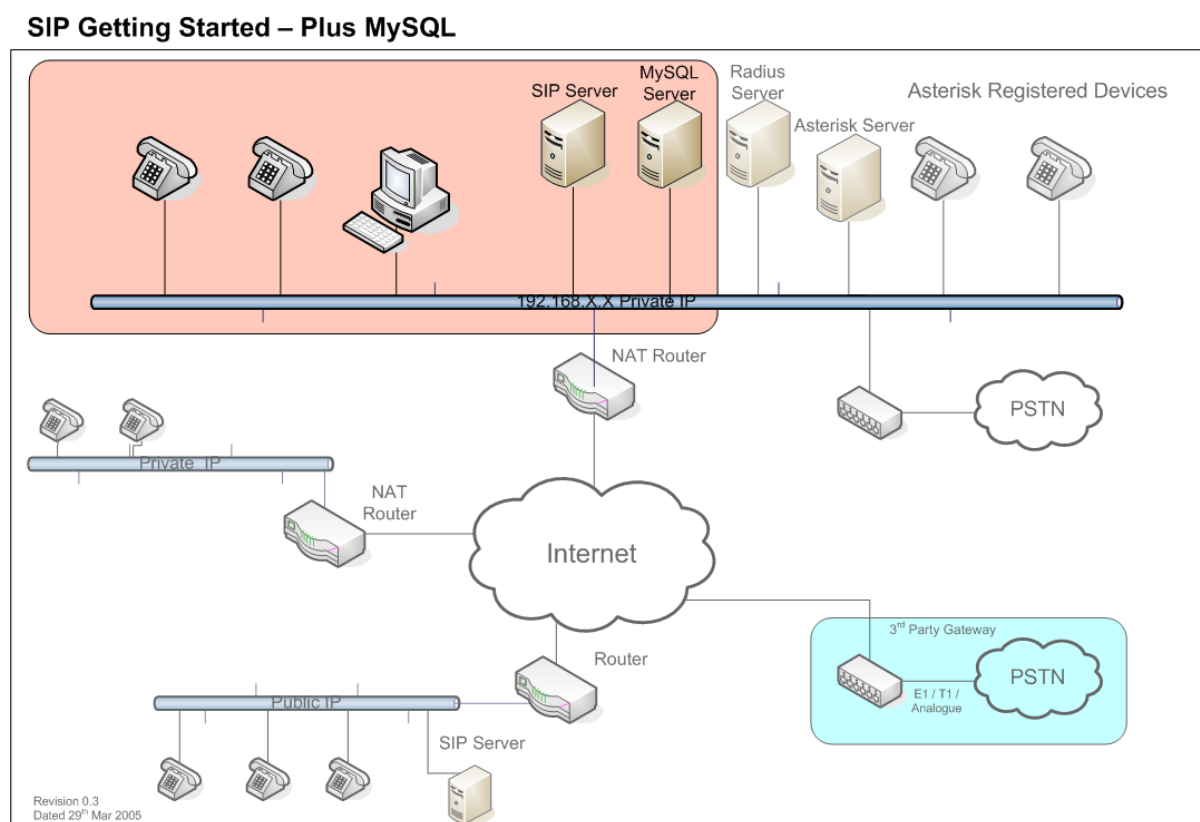 SIP Getting Started – Plus MySQL
SIP Server
MySQL
Server
Radius
Server
Asterisk Server
Asterisk Registered Devices
192.168.X.X Private IP
NAT Router
PSTN
Private IP
NAT
Router
Internet
3rd Party Gateway
PSTN
E1 / T1 /
Analogue
Router
Public IP
SIP Server
Revision 0.3
Dated 29th Mar 2005